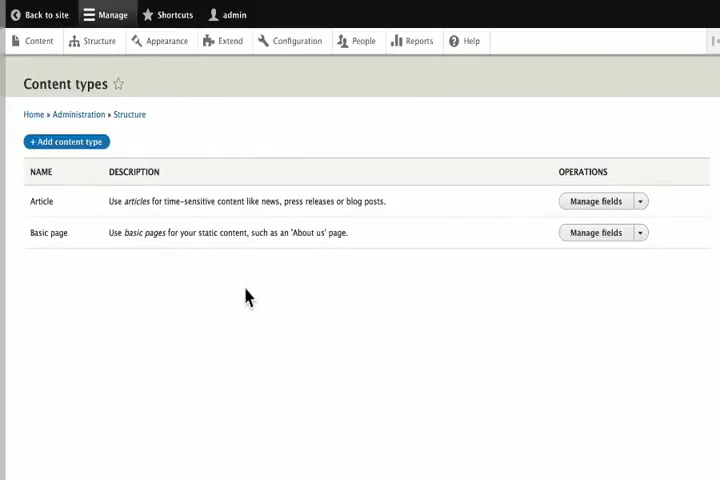 Back to site Manage Shortcuts admin
Content Structure Appearance Extend Configuration People Reports Help
Content types
Home » Administration » Structure
+ Add content type
NAME DESCRIPTION OPERATIONS
Article Use articles for time-sensitive content like news, press releases or blog posts. Manage fields
Basic page Use basic pages for your static content, such as an 'About us' page. Manage fields